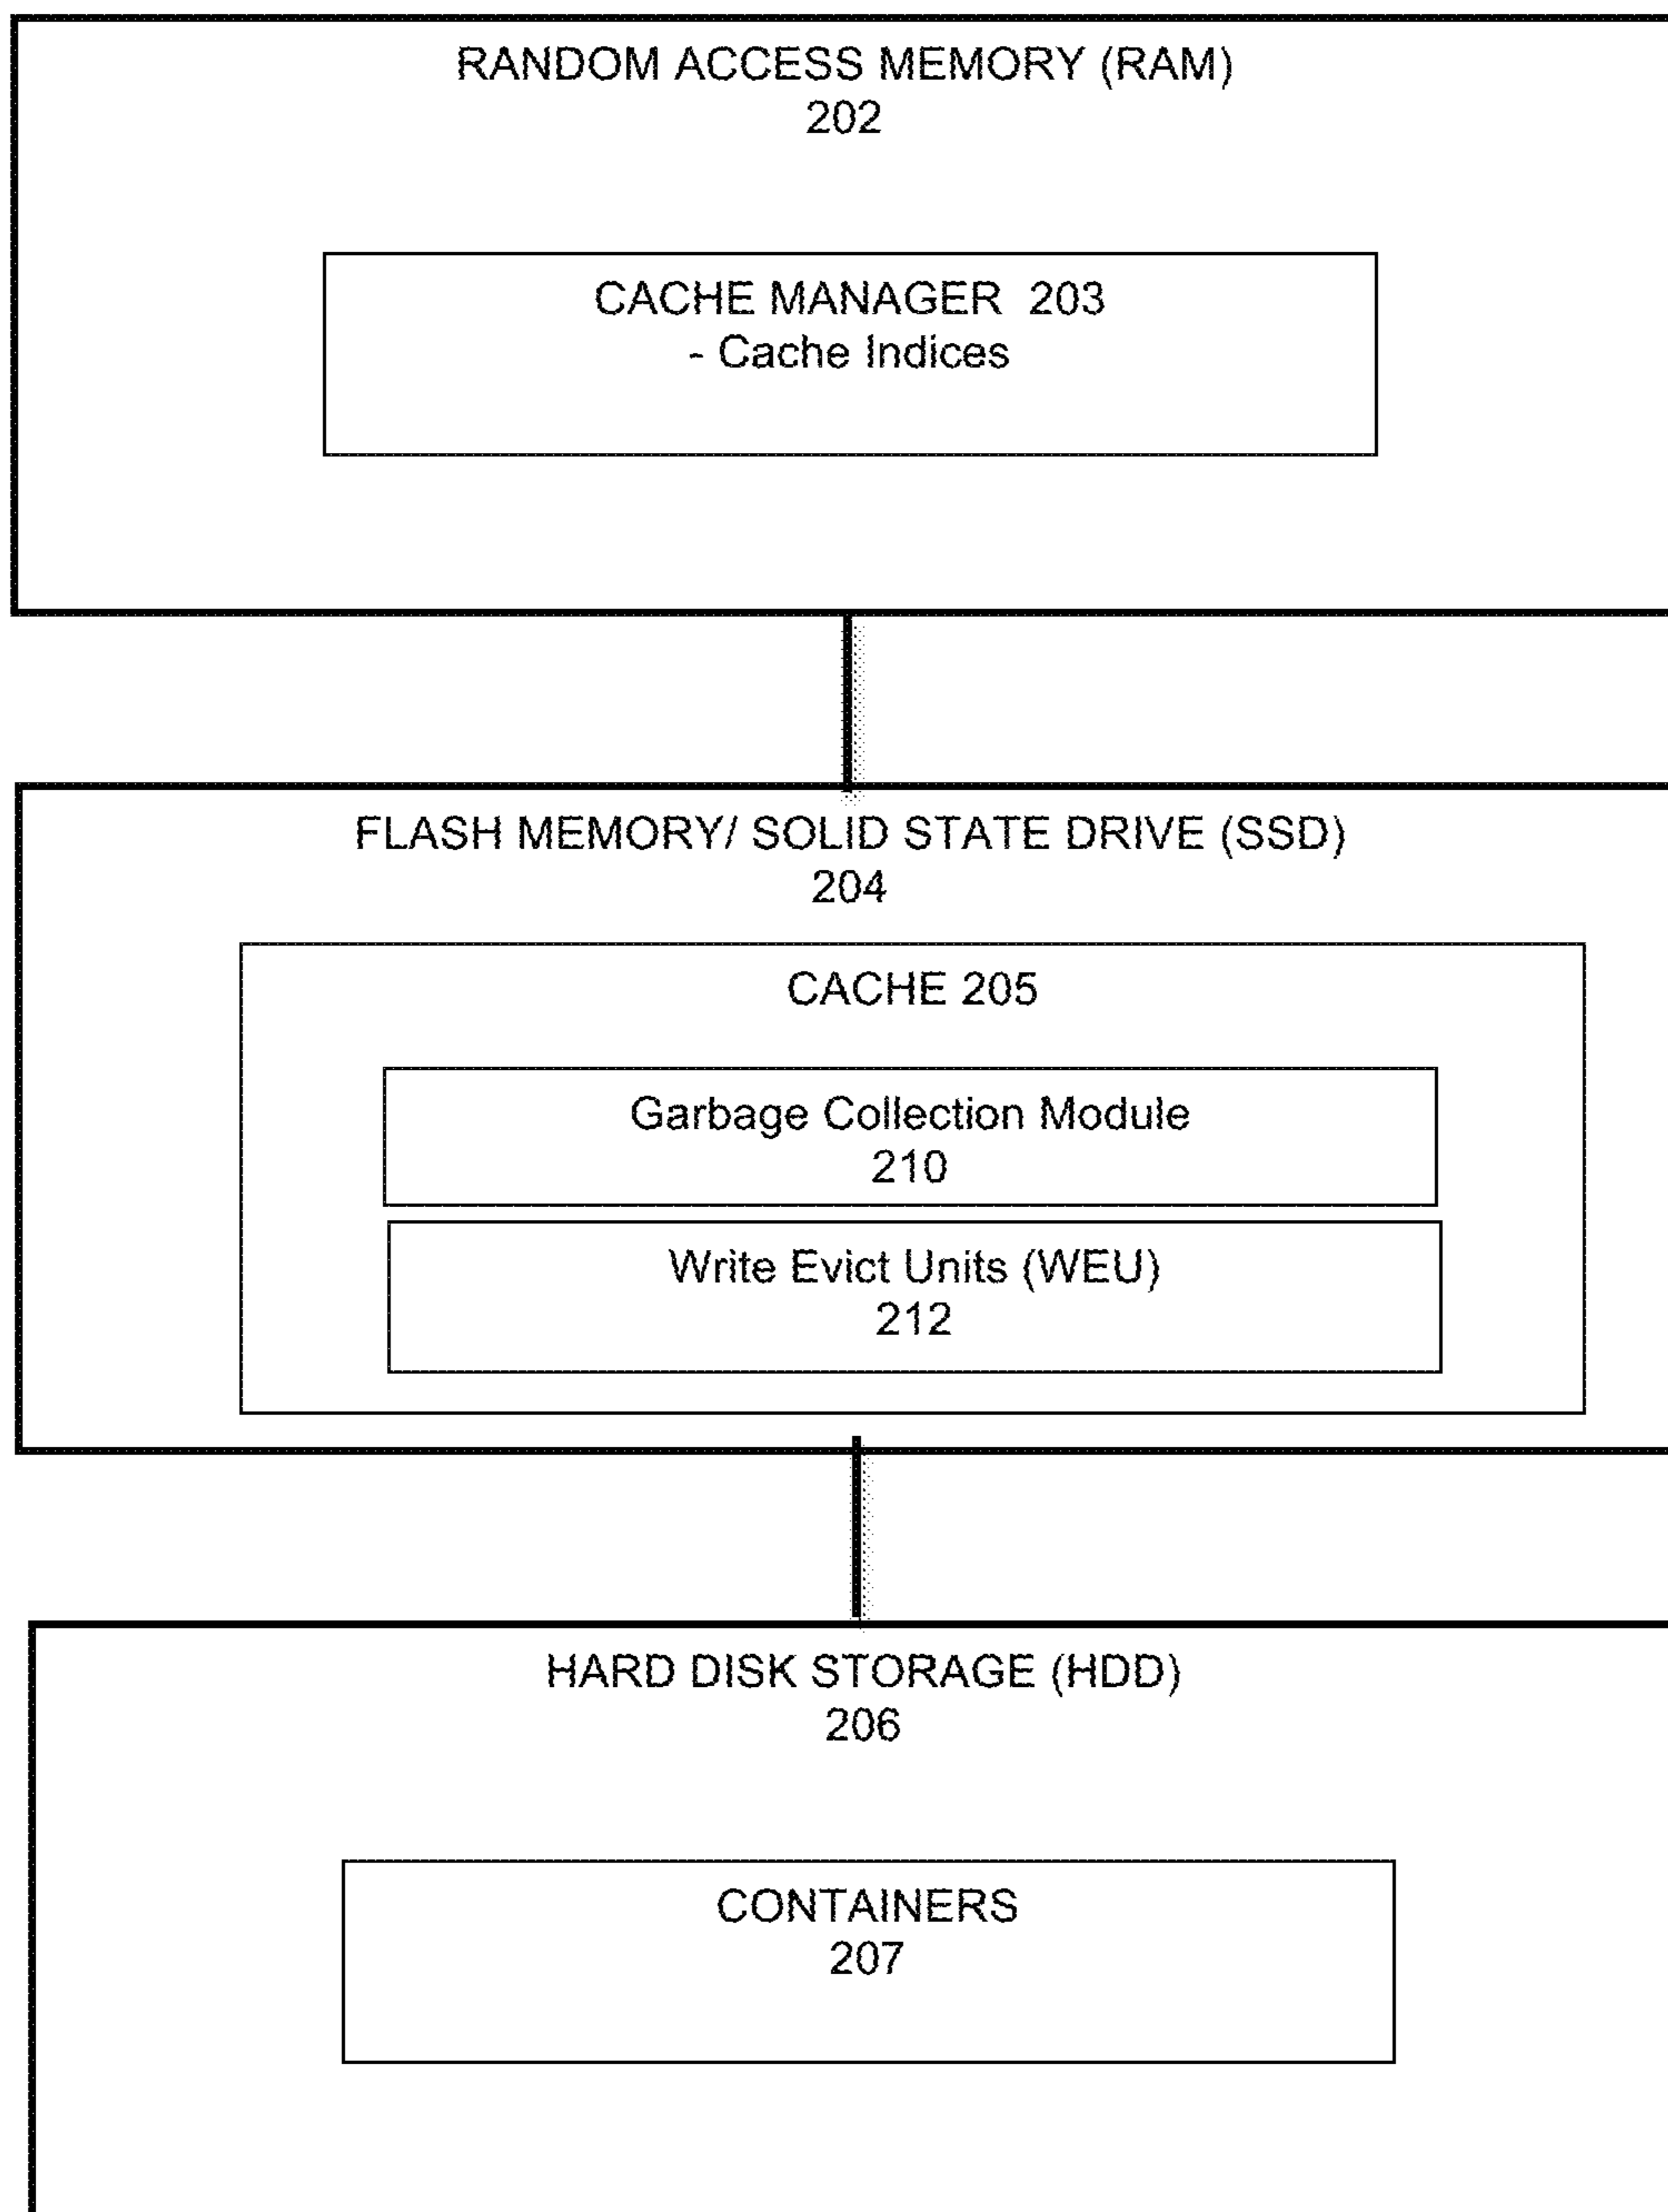 RANDOM ACCESS MEMORY (RAM)
202
CACHE MANAGER 203
- Cache Indices
FLASH MEMORY/ SOLID STATE DRIVE (SSD)
204
CACHE 205
Garbage Collection Module
210
Write Evict Units (WEU)
212
HARD DISK STORAGE (HDD)
206
CONTAINERS
207